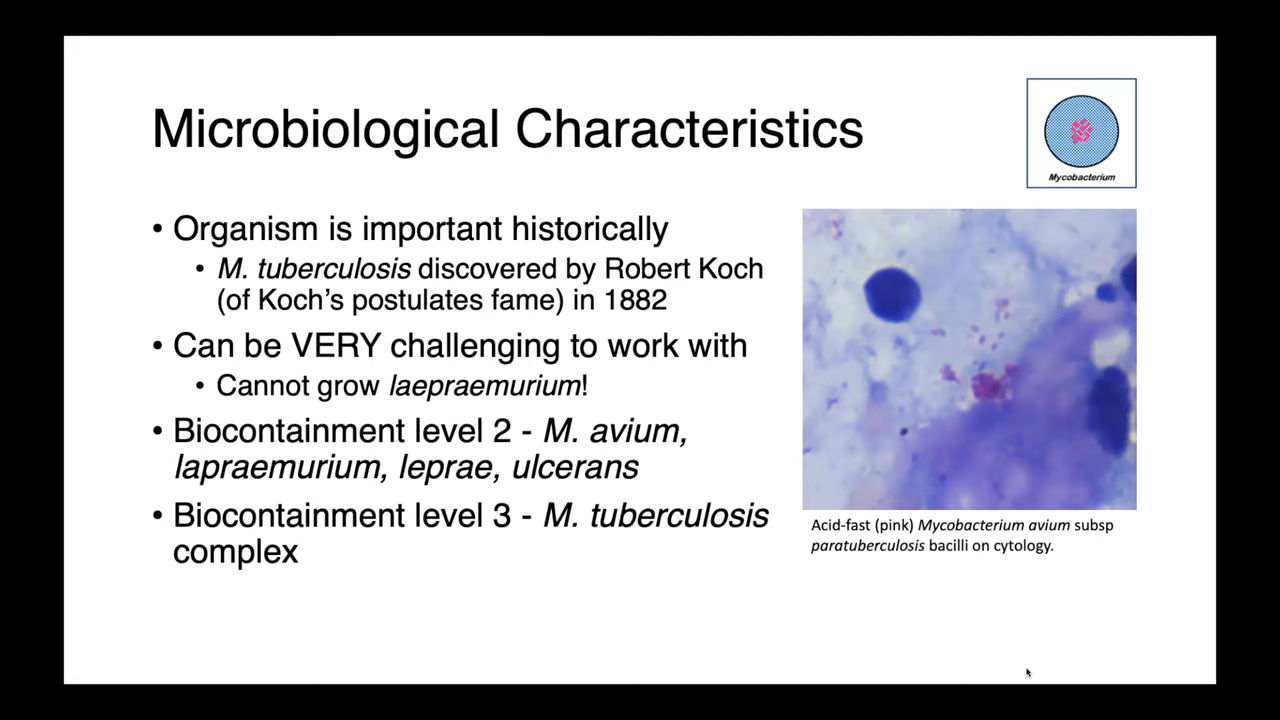 Microbiological Characteristics
Mycobacterium
• Organism is important historically
• M. tuberculosis discovered by Robert Koch
(of Koch's postulates fame) in 1882
• Can be VERY challenging to work with
• Cannot grow laepraemurium!
• Biocontainment level 2 - M. avium,
lapraemurium, leprae, ulcerans
• Biocontainment level 3 - M. tuberculosis
complex
Acid-fast (pink) Mycobacterium avium subsp
paratuberculosis bacilli on cytology.